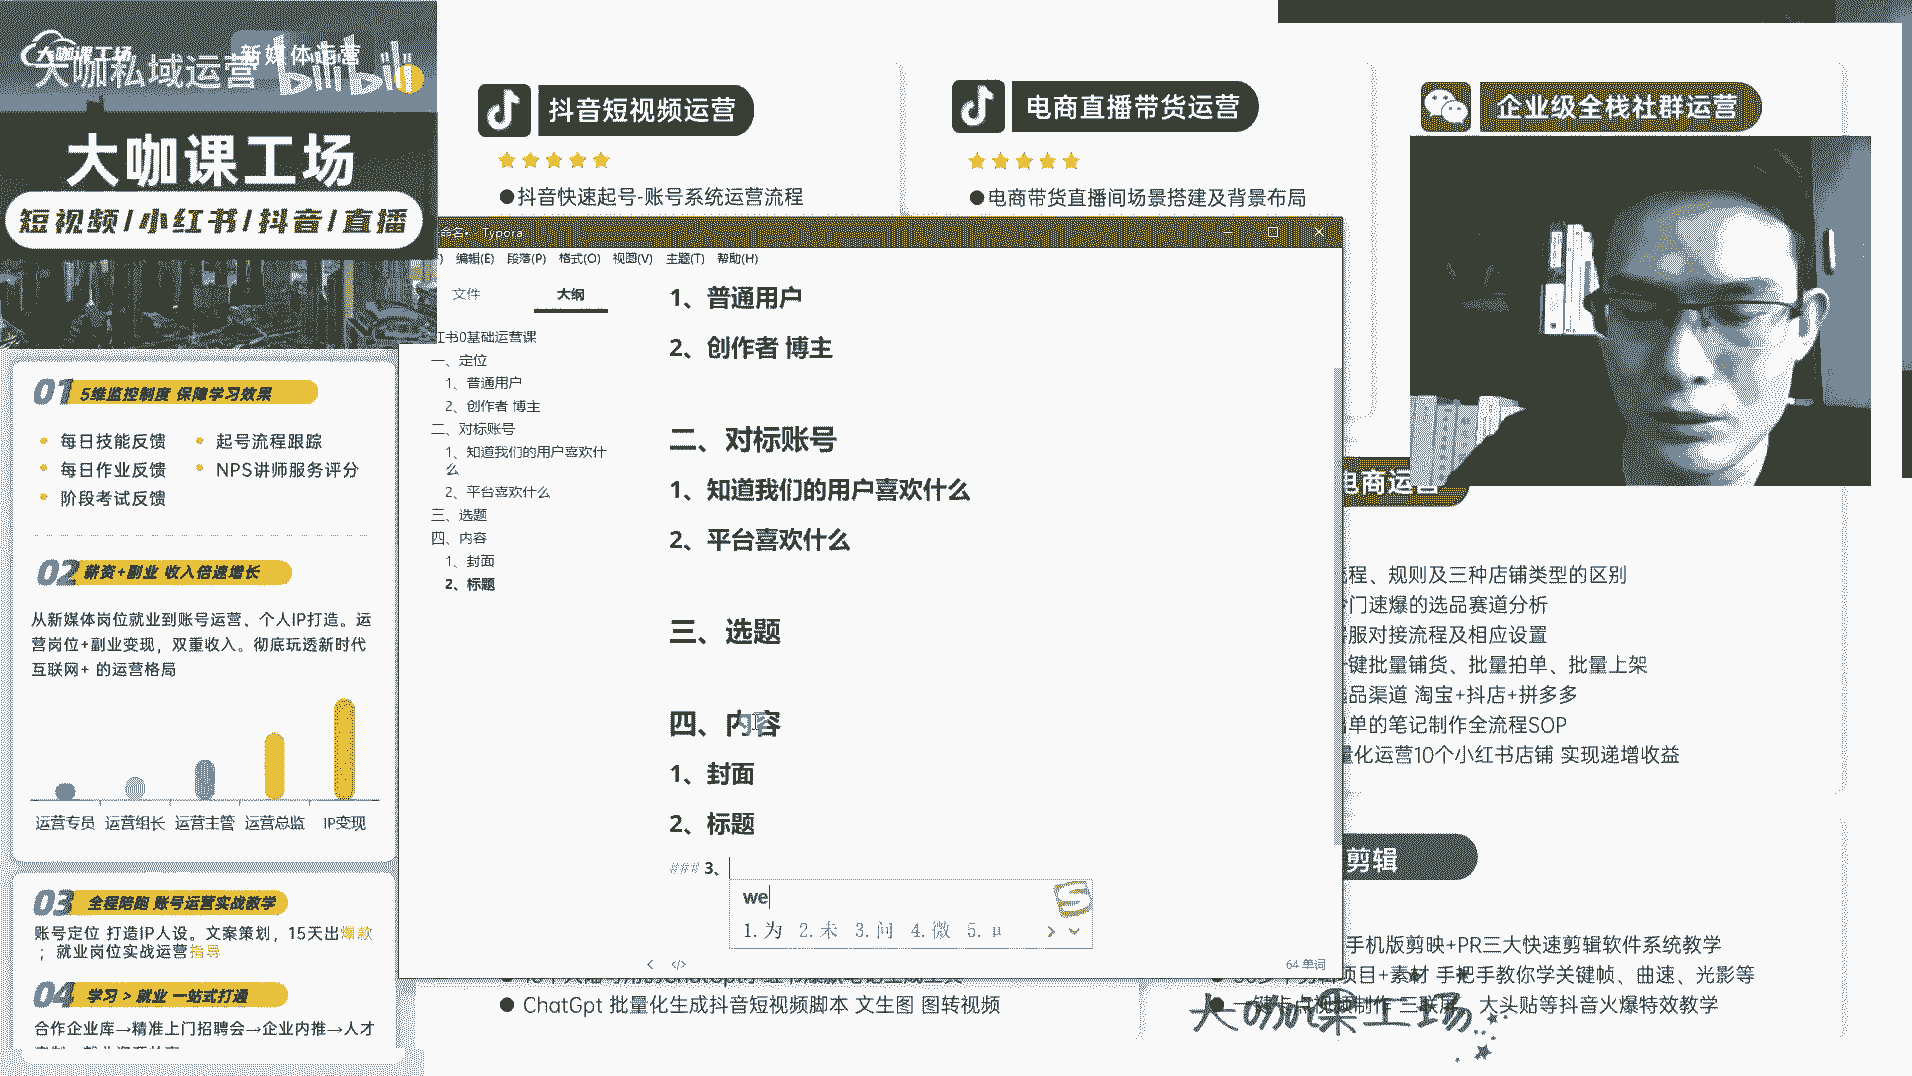 大咖课工场
大咖私域运营
新媒体运营
bilibili
大咖课工场
短视频/小红书/抖音/直播
01 5维监控制度 保障学习效果
每日技能反馈
起号流程跟踪
每日作业反馈
NPS讲师服务评分
阶段考试反馈
02 薪资+副业 收入倍速增长
从新媒体岗位就业到账号运营、个人IP打造。运
营岗位+副业变现，双重收入。彻底玩透新时代
互联网+ 的运营格局
运营专员 运营组长 运营主管 运营总监 IP变现
03 全程陪跑 账号运营实战教学
账号定位 打造IP人设。文案策划，15天出爆款
；就业岗位实战运营指导
04 学习 > 就业 一站式打通
合作企业库→精准上门招聘会→企业内推→人才
抖音短视频运营
●抖音快速起号-账号系统运营流程
电商直播带货运营
●电商带货直播间场景搭建及背景布局
企业级全栈社群运营
命名• Typora
编辑(E) 段落(P) 格式(O) 视图(V) 主题(T) 帮助(H)
文件 大纲
红书0基础运营课
一、定位
1、普通用户
2、创作者 博主
二、对标账号
1、知道我们的用户喜欢什
么
2、平台喜欢什么
三、选题
四、内容
1、封面
2、标题
1、普通用户
2、创作者 博主
二、对标账号
1、知道我们的用户喜欢什么
2、平台喜欢什么
三、选题
四、内容
1、封面
2、标题
### 3、
we
1.为 2.未 3.问 4.微 5.μ
64 单词
电商运营
程、规则及三种店铺类型的区别
门速爆的选品赛道分析
服对接流程及相应设置
键批量铺货、批量拍单、批量上架
品渠道 淘宝+抖店+拼多多
单的笔记制作全流程SOP
量化运营10个小红书店铺 实现递增收益
剪辑
手机版剪映+PR三大快速剪辑软件系统教学
项目+素材 手把手教你学关键帧、曲速、光影等
● 一键卡点视频制作 三联屏、大头贴等抖音火爆特效教学
● ChatGpt 批量化生成抖音短视频脚本 文生图 图转视频
大咖课工场